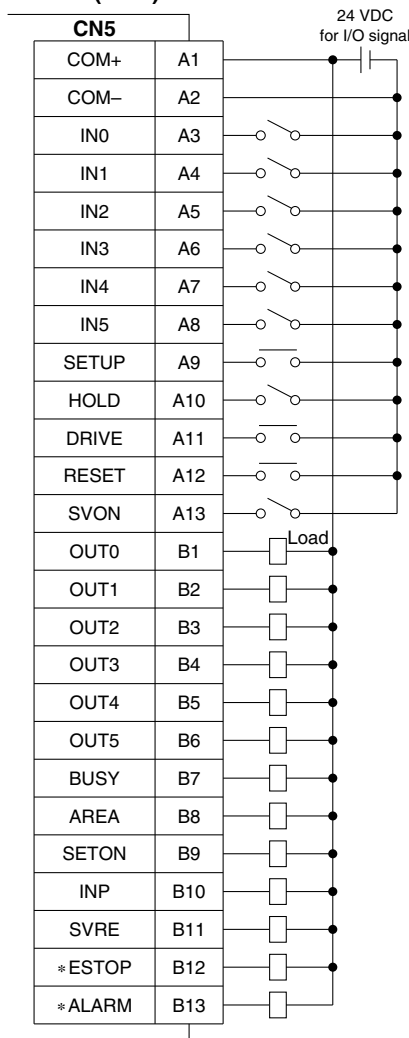 24 VDC
for I/O signal
CN5
COM+ A1
COM– A2
IN0 A3
IN1 A4
IN2 A5
IN3 A6
IN4 A7
IN5 A8
SETUP A9
HOLD A10
DRIVE A11
RESET A12
SVON A13
OUT0 B1 Load
OUT1 B2
OUT2 B3
OUT3 B4
OUT4 B5
OUT5 B6
BUSY B7
AREA B8
SETON B9
INP B10
SVRE B11
∗ESTOP B12
∗ALARM B13